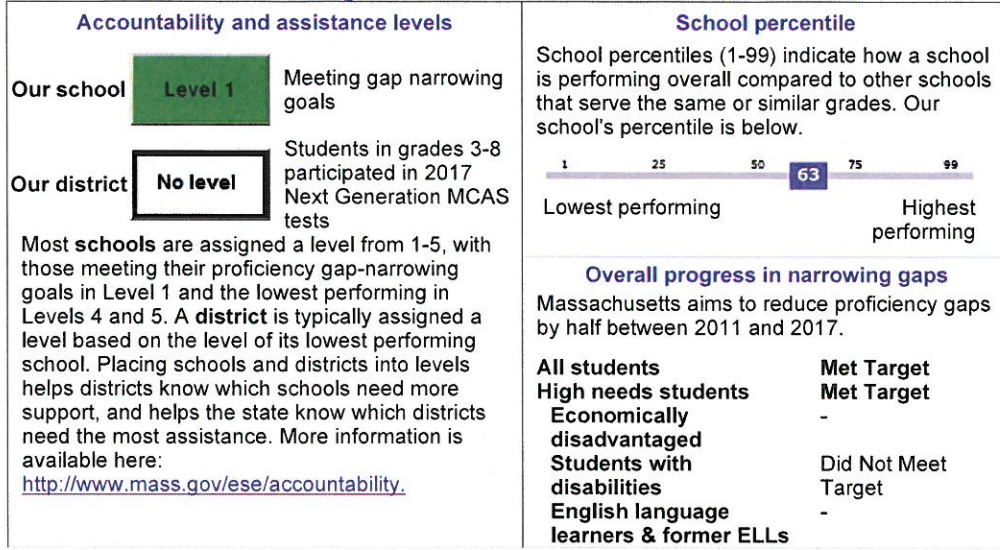 Accountability and assistance levels
Our school
Level 1
Meeting gap narrowing
goals
Our district
No level
Students in grades 3-8
participated in 2017
Next Generation MCAS
tests
Most schools are assigned a level from 1-5, with
those meeting their proficiency gap-narrowing
goals in Level 1 and the lowest performing in
Levels 4 and 5. A district is typically assigned a
level based on the level of its lowest performing
school. Placing schools and districts into levels
helps districts know which schools need more
support, and helps the state know which districts
need the most assistance. More information is
available here:
http://www.mass.gov/ese/accountability.
School percentile
School percentiles (1-99) indicate how a school
is performing overall compared to other schools
that serve the same or similar grades. Our
school's percentile is below.
1 25 50 63 75 99
Lowest performing Highest
performing
Overall progress in narrowing gaps
Massachusetts aims to reduce proficiency gaps
by half between 2011 and 2017.
All students Met Target
High needs students Met Target
Economically -
disadvantaged
Students with Did Not Meet
disabilities Target
English language -
learners & former ELLs